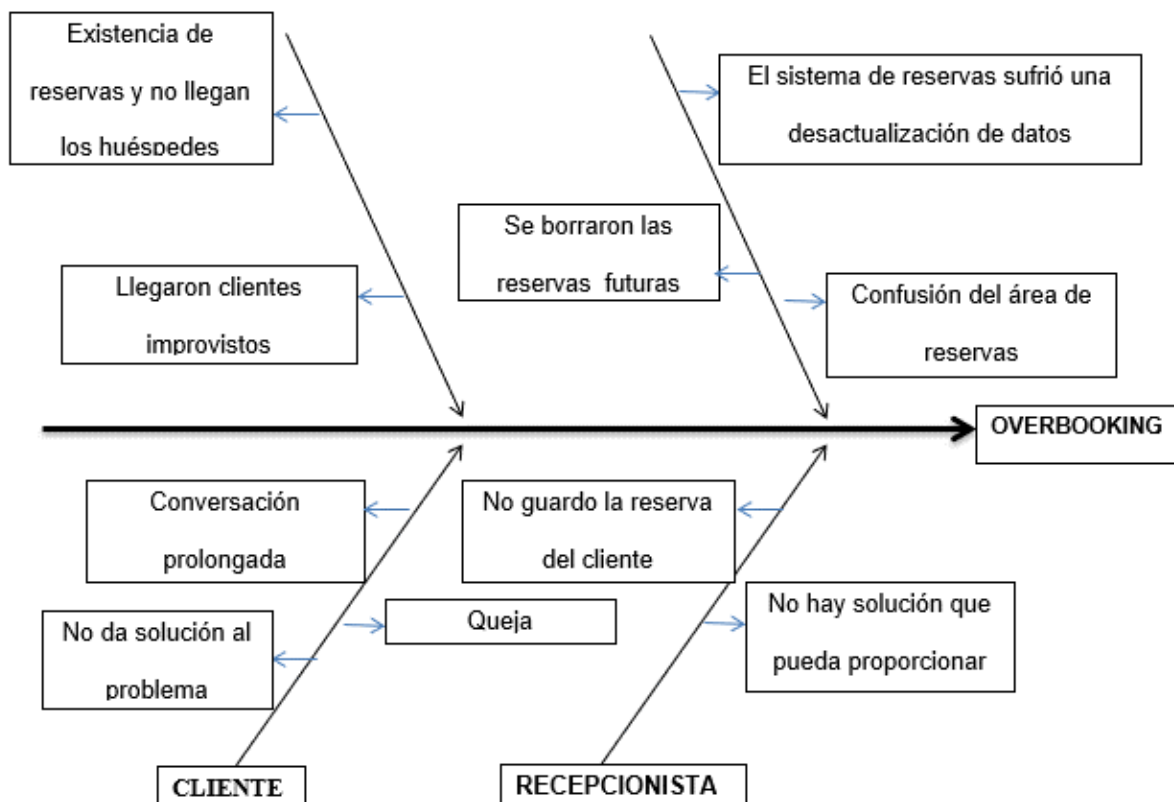 Existencia de
reservas y no llegan
los huéspedes
El sistema de reservas sufrió una
desactualización de datos
Se borraron las
reservas futuras
Llegaron clientes
improvistos
Confusión del área de
reservas
OVERBOOKING
Conversación
prolongada
No guardo la reserva
del cliente
No da solución al
problema
Queja
No hay solución que
pueda proporcionar
CLIENTE
RECEPCIONISTA